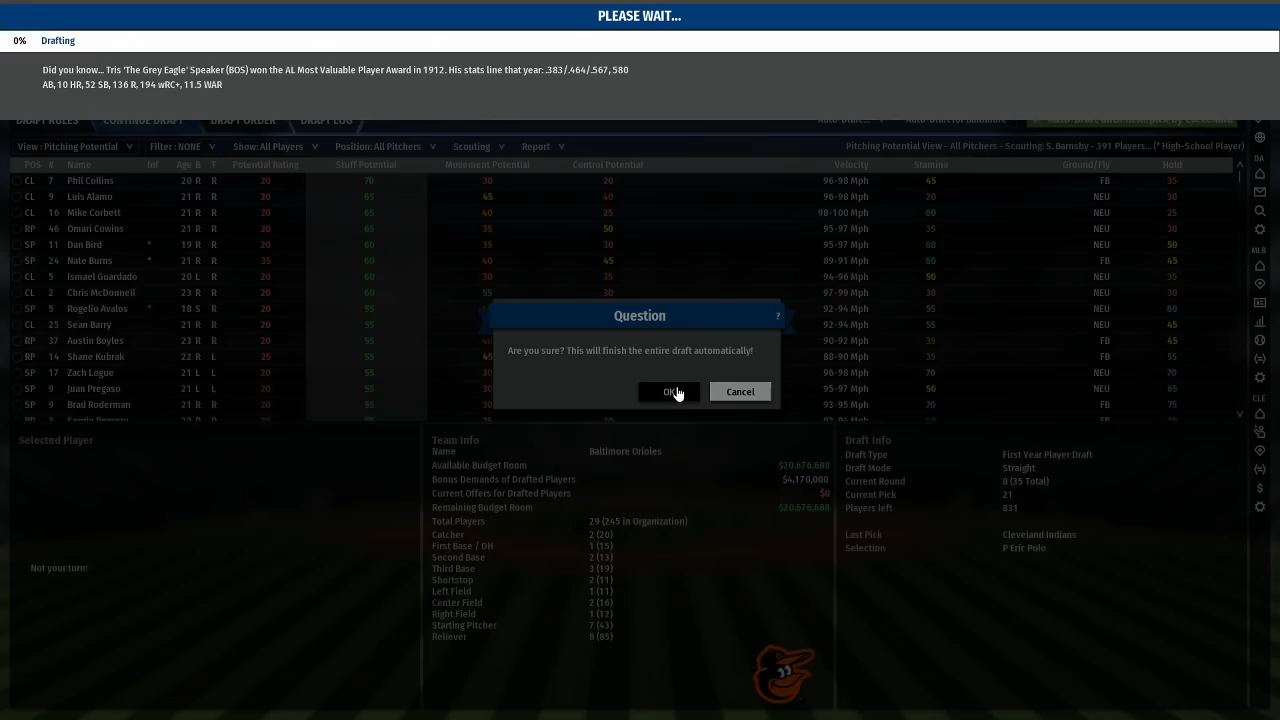 PLEASE WAIT...
0% Drafting
Did you know... Tris 'The Grey Eagle' Speaker (BOS) won the AL Most Valuable Player Award in 1912. His stats line that year: .383/.464/.567, 580
AB, 10 HR, 52 SB, 136 R, 194 wRC+, 11.5 WAR
DRAFT RULES CONTINUE DRAFT DRAFT ORDER DRAFT LOG
View : Pitching Potential Filter : NONE Show: All Players Position: All Pitchers Scouting Report Pitching Potential View - All Pitchers - Scouting: S. Barnsby - 391 Players... (* High-School Player)
POS # Name Inf Age B T Potential Rating Stuff Potential Movement Potential Control Potential Velocity Stamina Ground/Fly Hold
CL 7 Phil Collins 20 R R 20 70 30 20 96-98 Mph 45 FB 35
CL 9 Luis Alamo 21 R R 20 65 45 40 96-98 Mph 20 NEU 30
CL 16 Mike Corbett 21 R R 20 65 40 25 98-100 Mph 60 NEU 25
RP 46 Omari Cowins 21 R R 20 65 35 50 95-97 Mph 35 NEU 30
SP 11 Dan Bird * 19 R R 20 60 35 30 95-97 Mph 60 NEU 50
SP 24 Nate Burns * 21 R R 35 60 40 45 89-91 Mph 60 FB 45
CL 5 Ismael Guardado 20 L R 20 60 30 35 94-96 Mph 50 NEU 35
CL 2 Chris McDonnell 23 R R 20 60 55 30 97-99 Mph 30 NEU 30
SP 5 Rogelio Avalos * 18 S R 20 55 92-94 Mph 55 NEU 80
CL 25 Sean Barry 21 R R 20 55 92-94 Mph 55 NEU 45
RP 37 Austin Boyles 23 R R 20 55 40 90-92 Mph 35 FB 45
RP 14 Shane Kubrak 22 R L 25 55 45 88-90 Mph 35 FB 55
SP 17 Zach Logue 21 L L 20 55 30 96-98 Mph 70 NEU 70
SP 9 Juan Pregaso 21 L L 20 55 30 95-97 Mph 50 NEU 65
SP 9 Brad Roderman 21 R R 20 55 30 93-95 Mph 70 FB 75
Question ?
Are you sure? This will finish the entire draft automatically!
OK Cancel
DA
MLB
CLE
Selected Player
Not your turn!
Team Info
Name Baltimore Orioles
Available Budget Room $20,676,688
Bonus Demands of Drafted Players $4,170,000
Current Offers for Drafted Players $0
Remaining Budget Room $20,676,688
Total Players 29 (245 in Organization)
Catcher 2 (20)
First Base / DH 1 (15)
Second Base 2 (13)
Third Base 3 (19)
Shortstop 2 (11)
Left Field 1 (11)
Center Field 2 (16)
Right Field 1 (12)
Starting Pitcher 7 (43)
Reliever 8 (85)
Draft Info
Draft Type First Year Player Draft
Draft Mode Straight
Current Round 8 (35 Total)
Current Pick 21
Players left 831
Last Pick Cleveland Indians
Selection P Eric Polo